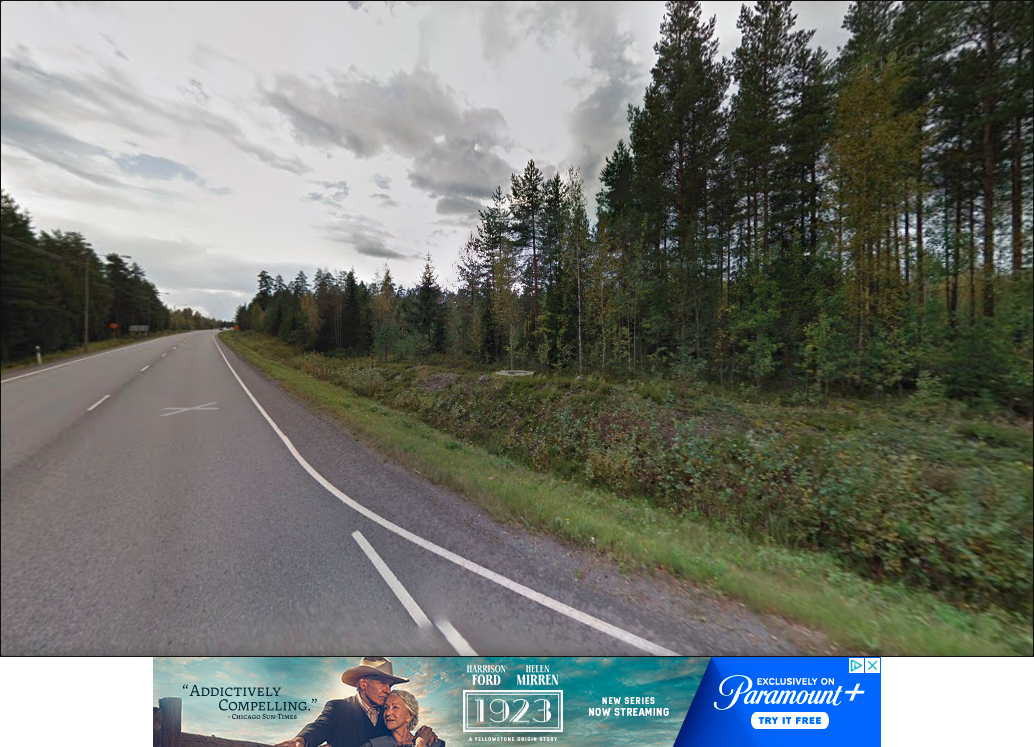 "ADDICTIVELY
COMPELLING."
- CHICAGO SUN-TIMES
HARRISON FORD
HELEN MIRREN
1923
A YELLOWSTONE ORIGIN STORY
NEW SERIES
NOW STREAMING
EXCLUSIVELY ON
Paramount+
TRY IT FREE